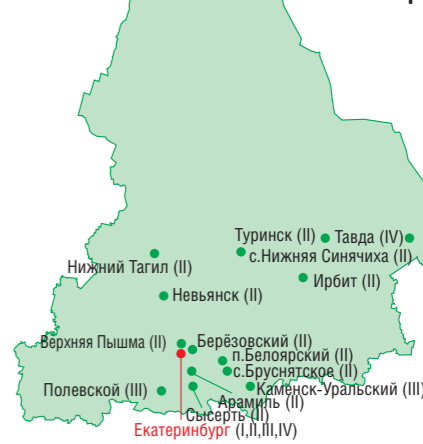 Туринск (II)
Тавда (IV)
с.Нижняя Синячиха (II)
Нижний Тагил (II)
Ирбит (II)
Невьянск (II)
Верхняя Пышма (II)
Берёзовский (II)
п.Белоярский (II)
с.Бруснятское (II)
Полевской (III)
Каменск-Уральский (III)
Арамиль (II)
Сысерть (II)
Екатеринбург (I,II,III,IV)